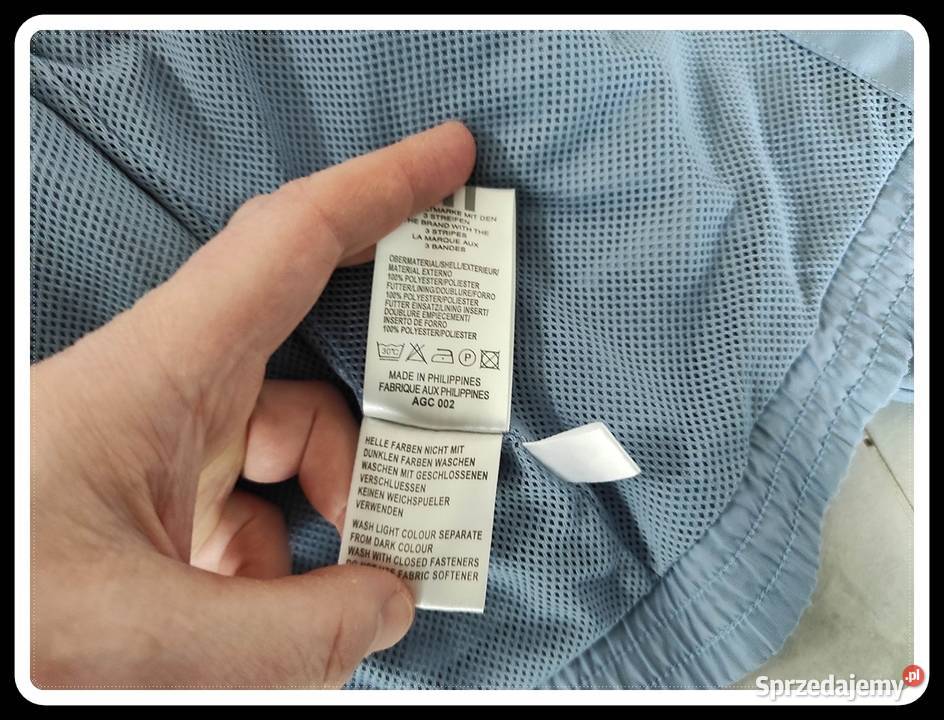 MIT DEN
3 STREIFEN
THE BRAND WITH THE
3 STRIPES
LA MARQUE AUX
3 BANDES
OBERMATERIAL/SHELL/EXTERIEUR/
MATERIAL EXTERNO
100% POLYESTER/POLIESTER
FUTTER/LINING/DOUBLURE/FORRO
100% POLYESTER/POLIESTER
FUTTER EINSATZ/LINING INSERT/
DOUBLURE EMPIECEMENT/
INSERTO DE FORRO
100% POLYESTER/POLIESTER
30°C P
MADE IN PHILIPPINES
FABRIQUE AUX PHILIPPINES
AGC 002
HELLE FARBEN NICHT MIT
DUNKLEN FARBEN WASCHEN
WASCHEN MIT GESCHLOSSENEN
VERSCHLUESSEN
KEINEN WEICHSPUELER
VERWENDEN
WASH LIGHT COLOUR SEPARATE
FROM DARK COLOUR
WASH WITH CLOSED FASTENERS
DO NOT USE FABRIC SOFTENER
Sprzedajemy.pl